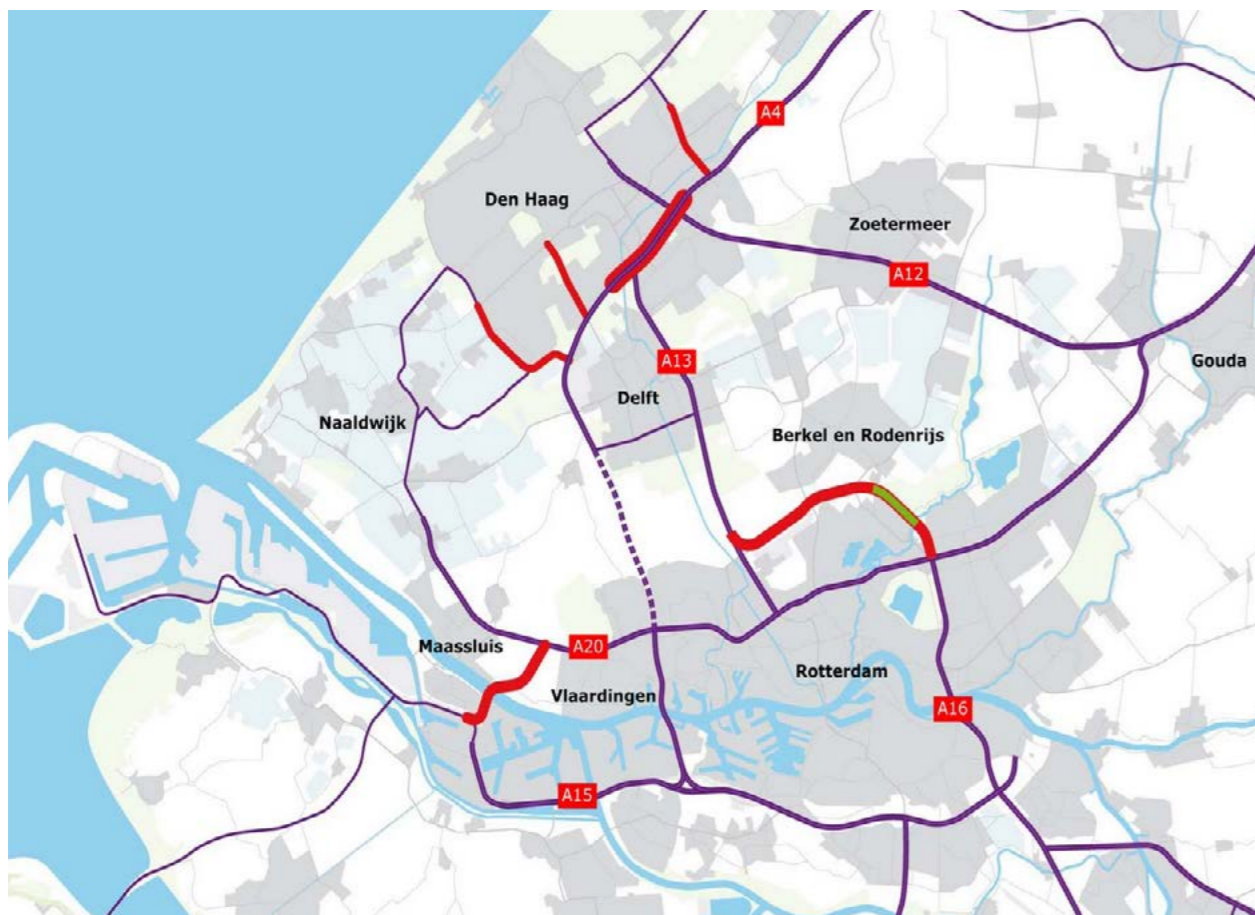 A4
Den Haag
Zoetermeer
A12
Gouda
A13
Delft
Naaldwijk
Berkel en Rodenrijs
Maassluis
A20
Rotterdam
Vlaardingen
A16
A15